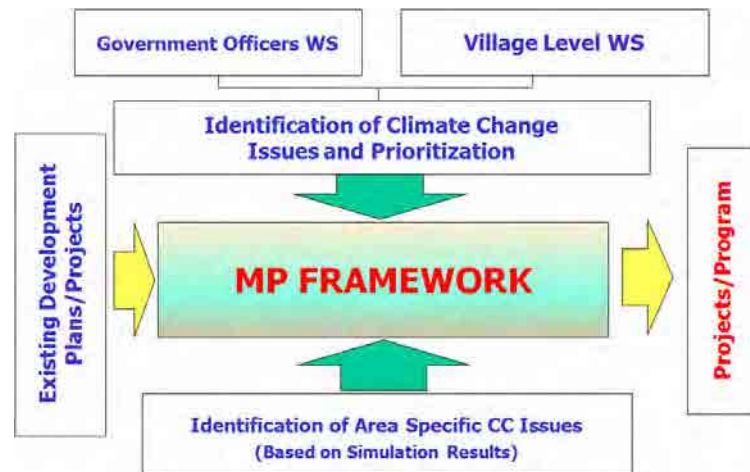 Government Officers WS
Village Level WS
Identification of Climate Change
Issues and Prioritization
Existing Development
Plans/Projects
MP FRAMEWORK
Projects/Program
Identification of Area Specific CC Issues
(Based on Simulation Results)